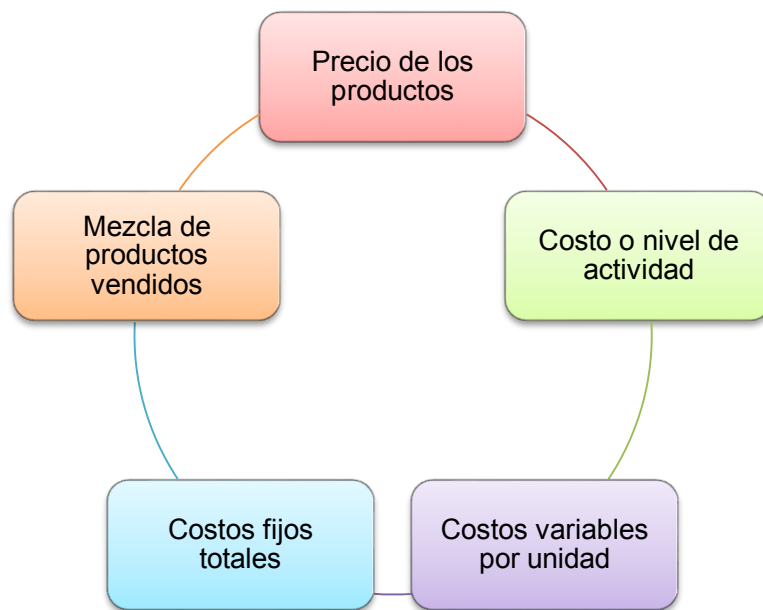 Precio de los
productos
Mezcla de
productos
vendidos
Costo o nivel de
actividad
Costos fijos
totales
Costos variables
por unidad